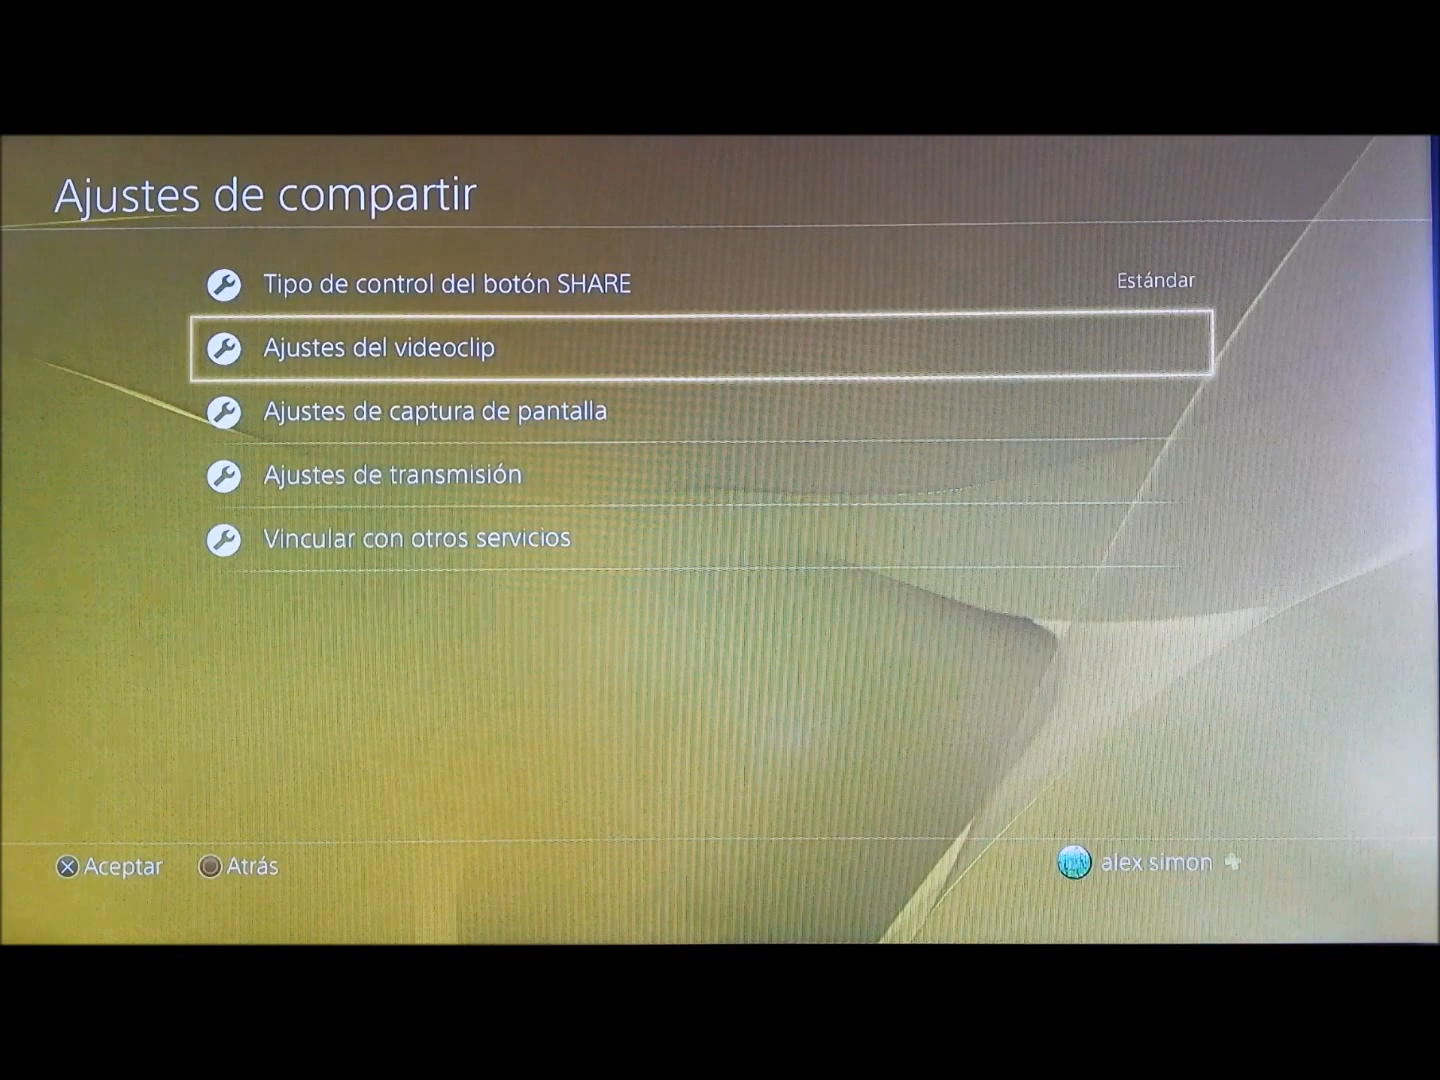 Ajustes de compartir
Tipo de control del botón SHARE
Estándar
Ajustes del videoclip
Ajustes de captura de pantalla
Ajustes de transmisión
Vincular con otros servicios
Aceptar
Atrás
alex simon